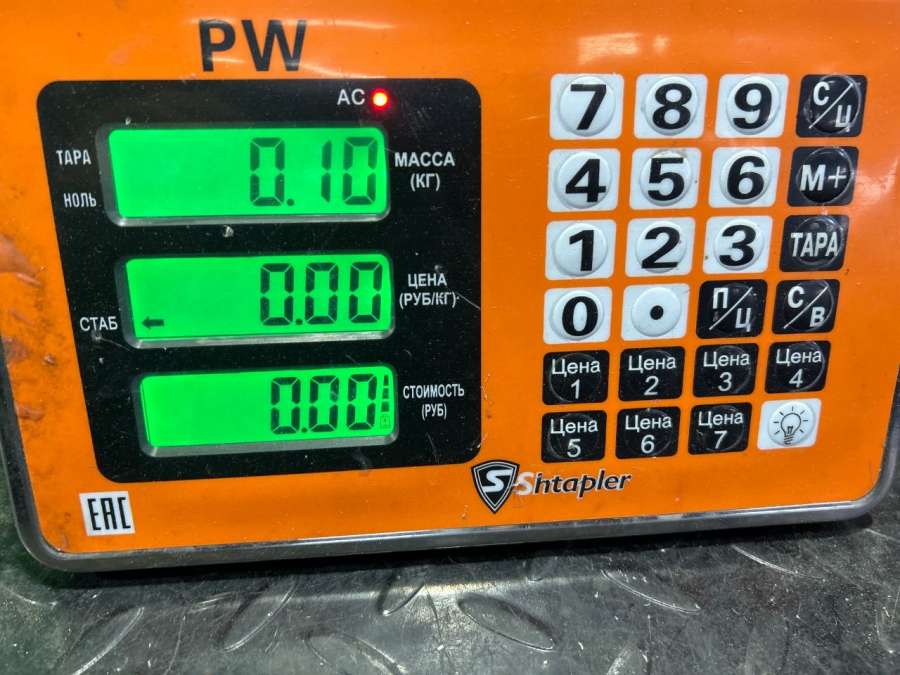 PW
AC
ТАРА
НОЛЬ
0.10
МАССА
(КГ)
СТАБ
0.00
ЦЕНА
(РУБ/КГ)
0.00
СТОИМОСТЬ
(РУБ)
7 8 9 С/Ц
4 5 6 М+
1 2 3 ТАРА
0 • П/Ц С/В
Цена 1 Цена 2 Цена 3 Цена 4
Цена 5 Цена 6 Цена 7
S Shtapler
EAC